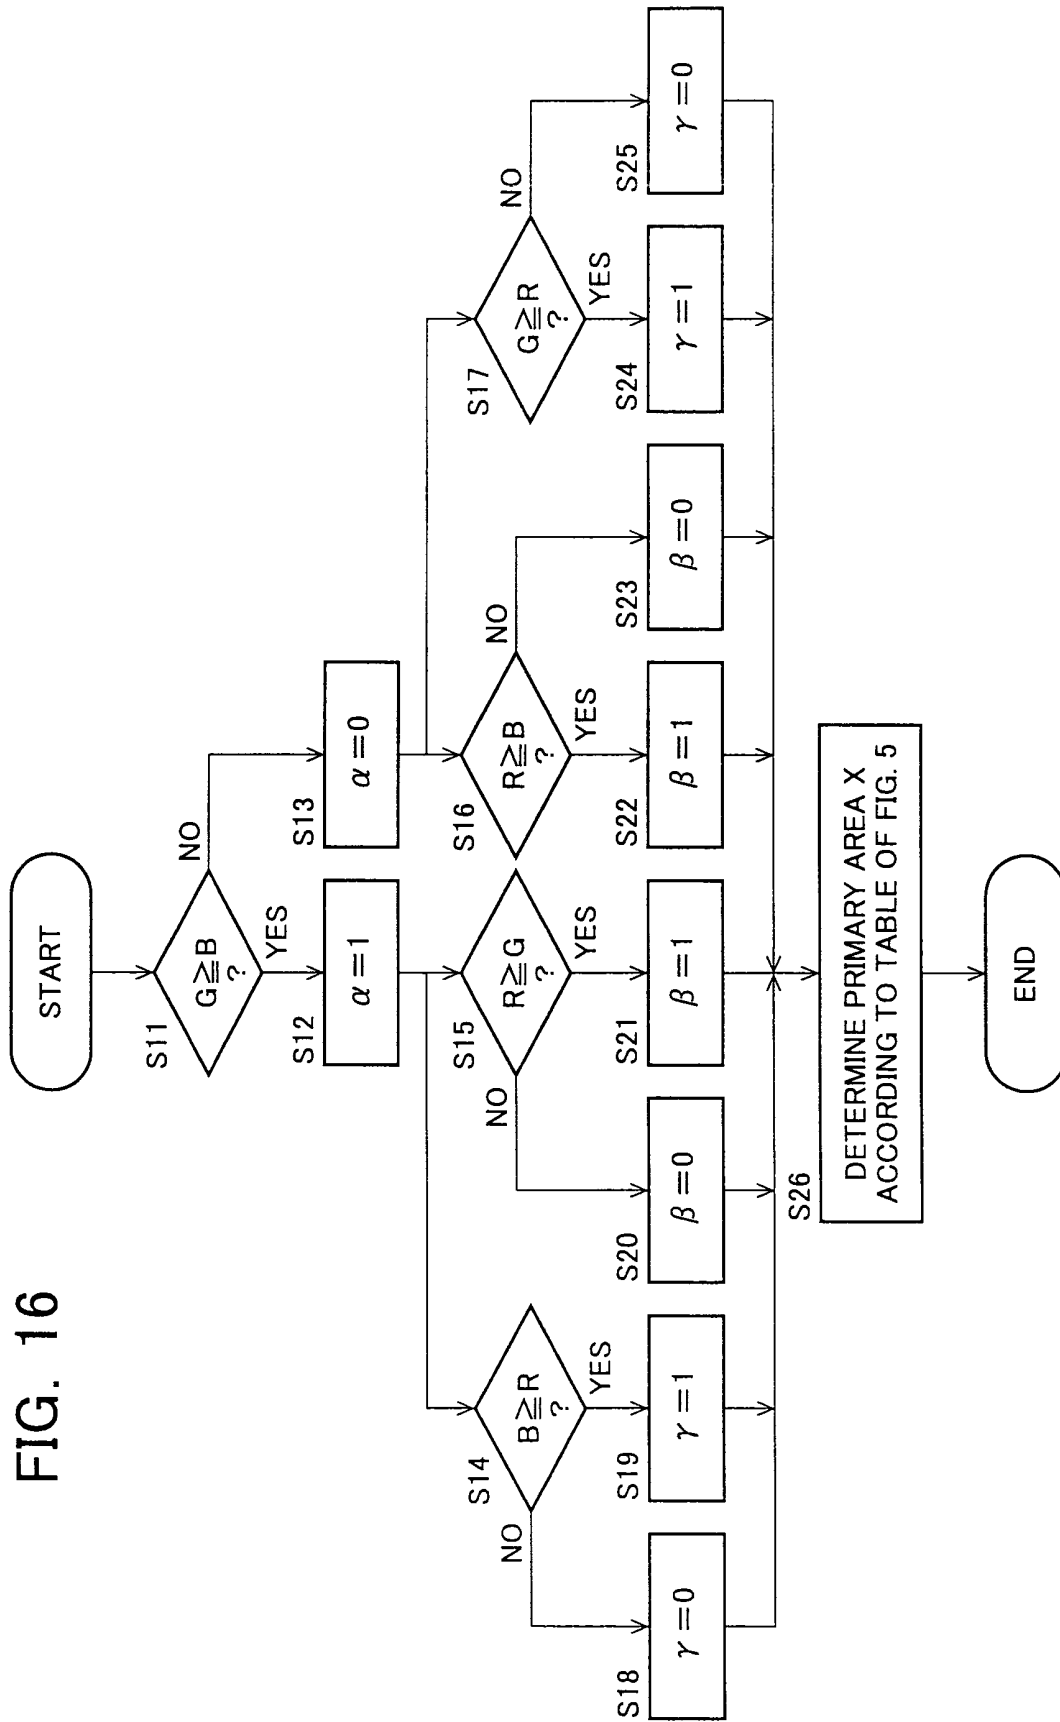 FIG. 16
START
S11
G≧B
?
NO
YES
S12
α=1
S13
α=0
S14
B≧R
?
NO
YES
S15
R≧G
?
NO
YES
S16
R≧B
?
NO
YES
S17
G≧R
?
NO
YES
S18
γ=0
S19
γ=1
S20
β=0
S21
β=1
S22
β=1
S23
β=0
S24
γ=1
S25
γ=0
S26
DETERMINE PRIMARY AREA X
ACCORDING TO TABLE OF FIG. 5
END